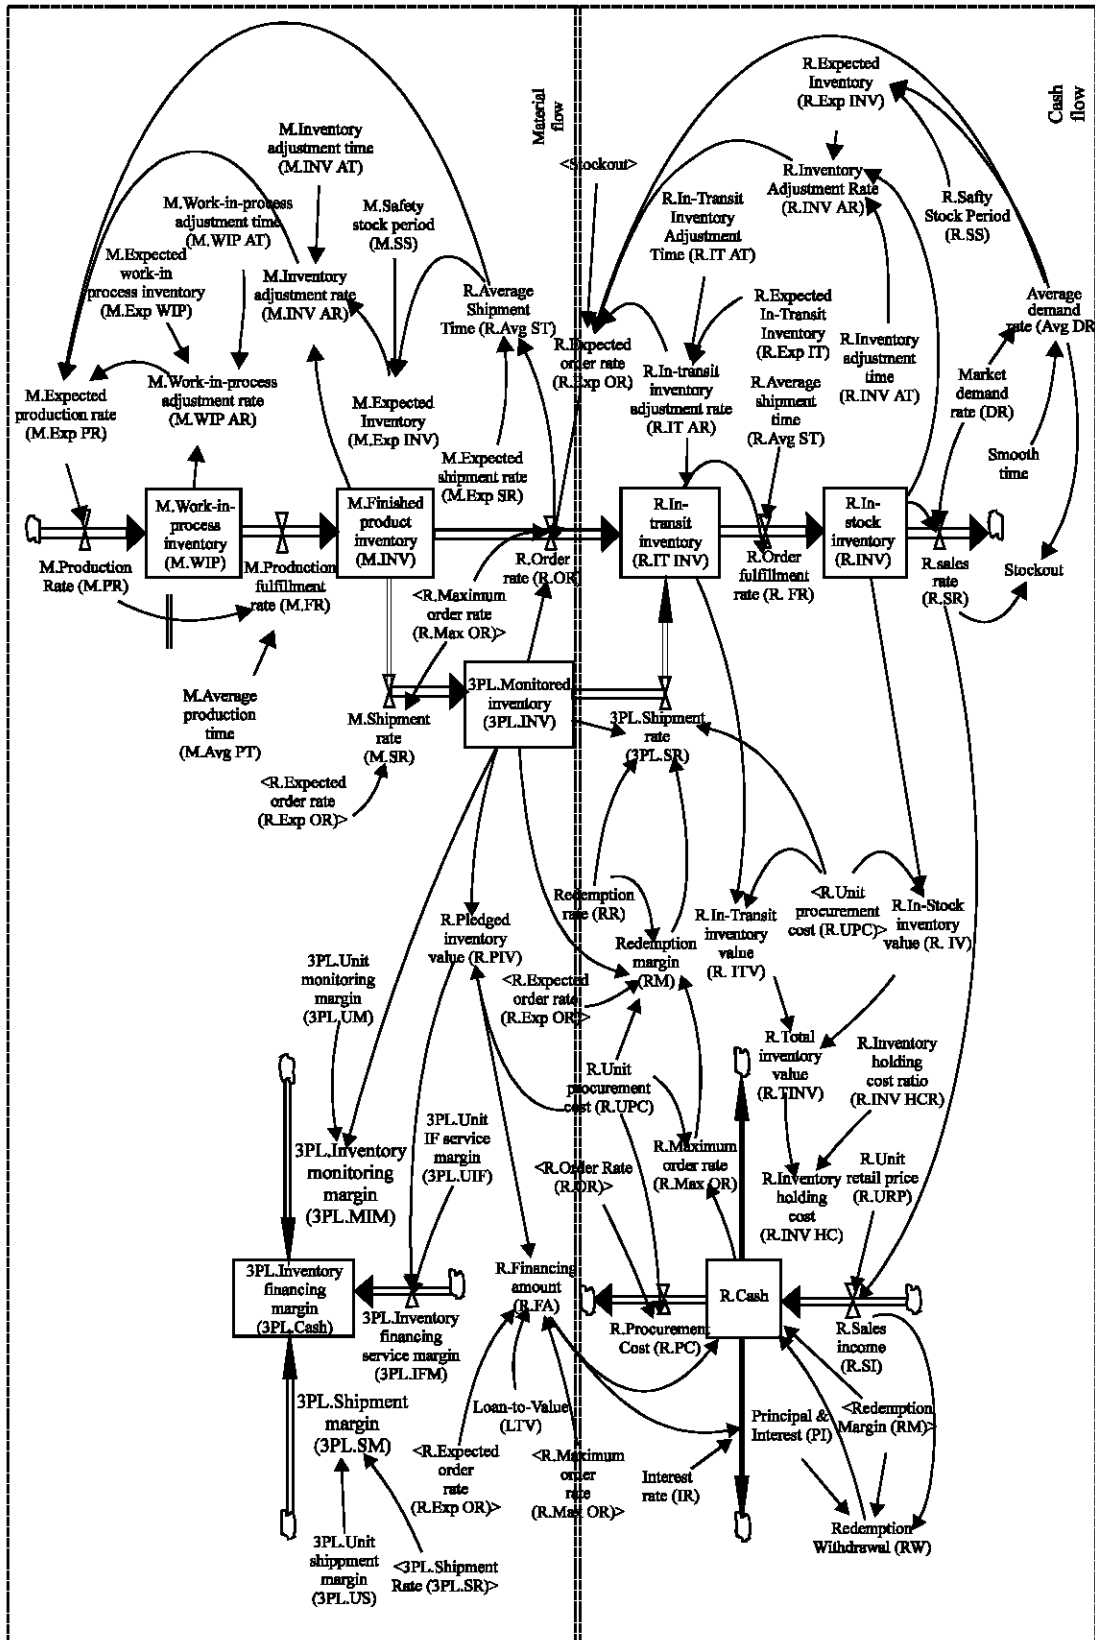 Material
flow
Cash
flow
R.Expected
Inventory
(R.Exp INV)
<Stockout>
M.Inventory
adjustment time
(M.INV AT)
M.Work-in-process
adjustment time
(M.WIP AT)
M.Safety
stock period
(M.SS)
R.In-Transit
Inventory
Adjustment
Time (R.IT AT)
R.Inventory
Adjustment Rate
(R.INV AR)
R.Safty
Stock Period
(R.SS)
M.Expected
work-in
process inventory
(M.Exp WIP)
M.Inventory
adjustment rate
(M.INV AR)
R.Average
Shipment
Time (R.Avg ST)
R.Expected
In-Transit
Inventory
(R.Exp IT)
Average
demand
rate (Avg DR
R.Expected
order rate
(R.Exp OR)
R.Inventory
adjustment
time
(R.INV AT)
M.Expected
production rate
(M.Exp PR)
M.Work-in-process
adjustment rate
(M.WIP AR)
M.Expected
Inventory
(M.Exp INV)
R.In-transit
inventory
adjustment rate
(R.IT AR)
R.Average
shipment
time
(R.Avg ST)
Market
demand
rate (DR)
M.Expected
shipment rate
(M.Exp SR)
Smooth
time
M.Work-in-
process
inventory
(M.WIP)
M.Finished
product
inventory
(M.INV)
R.In-
transit
inventory
(R.IT INV)
R.In-
stock
inventory
(R.INV)
M.Production
Rate (M.PR)
M.Production
fulfillment
rate (M.FR)
R.Order
rate (R.OR)
R.Order
fulfillment
rate (R. FR)
R.sales
rate
(R.SR)
Stockout
<R.Maximum
order rate
(R.Max OR)>
M.Average
production
time
(M.Avg PT)
3PL.Monitored
inventory
(3PL.INV)
M.Shipment
rate
(M.SR)
3PL.Shipment
rate
(3PL.SR)
<R.Expected
order rate
(R.Exp OR)>
Redemption
rate (RR)
R.Pledged
inventory
value (R.PIV)
Redemption
margin
(RM)
R.In-Transit
inventory
value
(R. ITV)
<R.Unit
procurement
cost (R.UPC)>
R.In-Stock
inventory
value (R. IV)
3PL.Unit
monitoring
margin
(3PL.UM)
<R.Expected
order rate
(R.Exp OR)>
R.Total
inventory
value
(R.TINV)
R.Inventory
holding
cost ratio
(R.INV HCR)
R.Unit
procurement
cost (R.UPC)
3PL.Inventory
monitoring
margin
(3PL.MIM)
3PL.Unit
IF service
margin
(3PL.UIF)
<R.Order Rate
(R.OR)>
R.Maximum
order rate
(R.Max OR)
R.Inventory
holding
cost
(R.INV HC)
R.Unit
retail price
(R.URP)
3PL.Inventory
financing
margin
(3PL.Cash)
3PL.Inventory
financing
service margin
(3PL.IFM)
R.Financing
amount
(R.FA)
R.Cash
R.Procurement
Cost (R.PC)
R.Sales
income
(R.SI)
3PL.Shipment
margin
(3PL.SM)
Loan-to-Value
(LTV)
<R.Expected
order
rate
(R.Exp OR)>
<R.Maximum
order
rate
(R.Max OR)>
Principal &
Interest (PI)
<Redemption
Margin (RM)>
Interest
rate (IR)
Redemption
Withdrawal (RW)
3PL.Unit
shippment
margin
(3PL.US)
<3PL.Shipment
Rate (3PL.SR)>